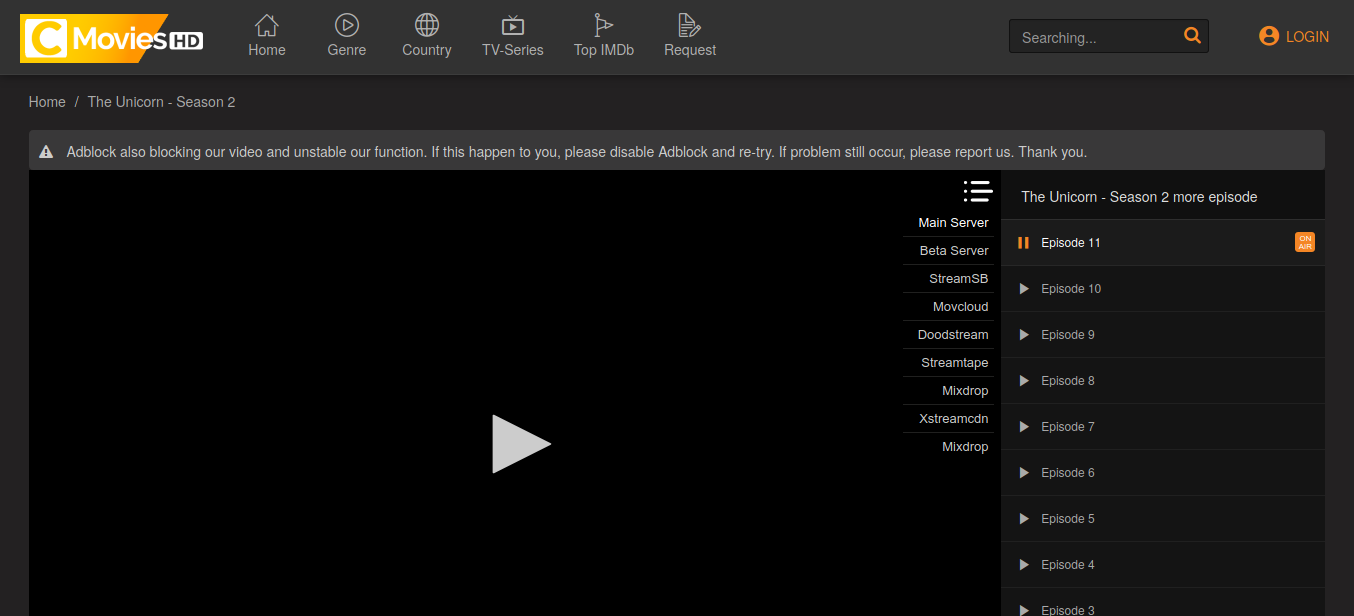 C MoviesHD
Home
Genre
Country
TV-Series
Top IMDb
Request
Searching...
LOGIN
Home / The Unicorn - Season 2
Adblock also blocking our video and unstable our function. If this happen to you, please disable Adblock and re-try. If problem still occur, please report us. Thank you.
Main Server
Beta Server
StreamSB
Movcloud
Doodstream
Streamtape
Mixdrop
Xstreamcdn
Mixdrop
The Unicorn - Season 2 more episode
Episode 11
ON
AIR
Episode 10
Episode 9
Episode 8
Episode 7
Episode 6
Episode 5
Episode 4
Episode 3